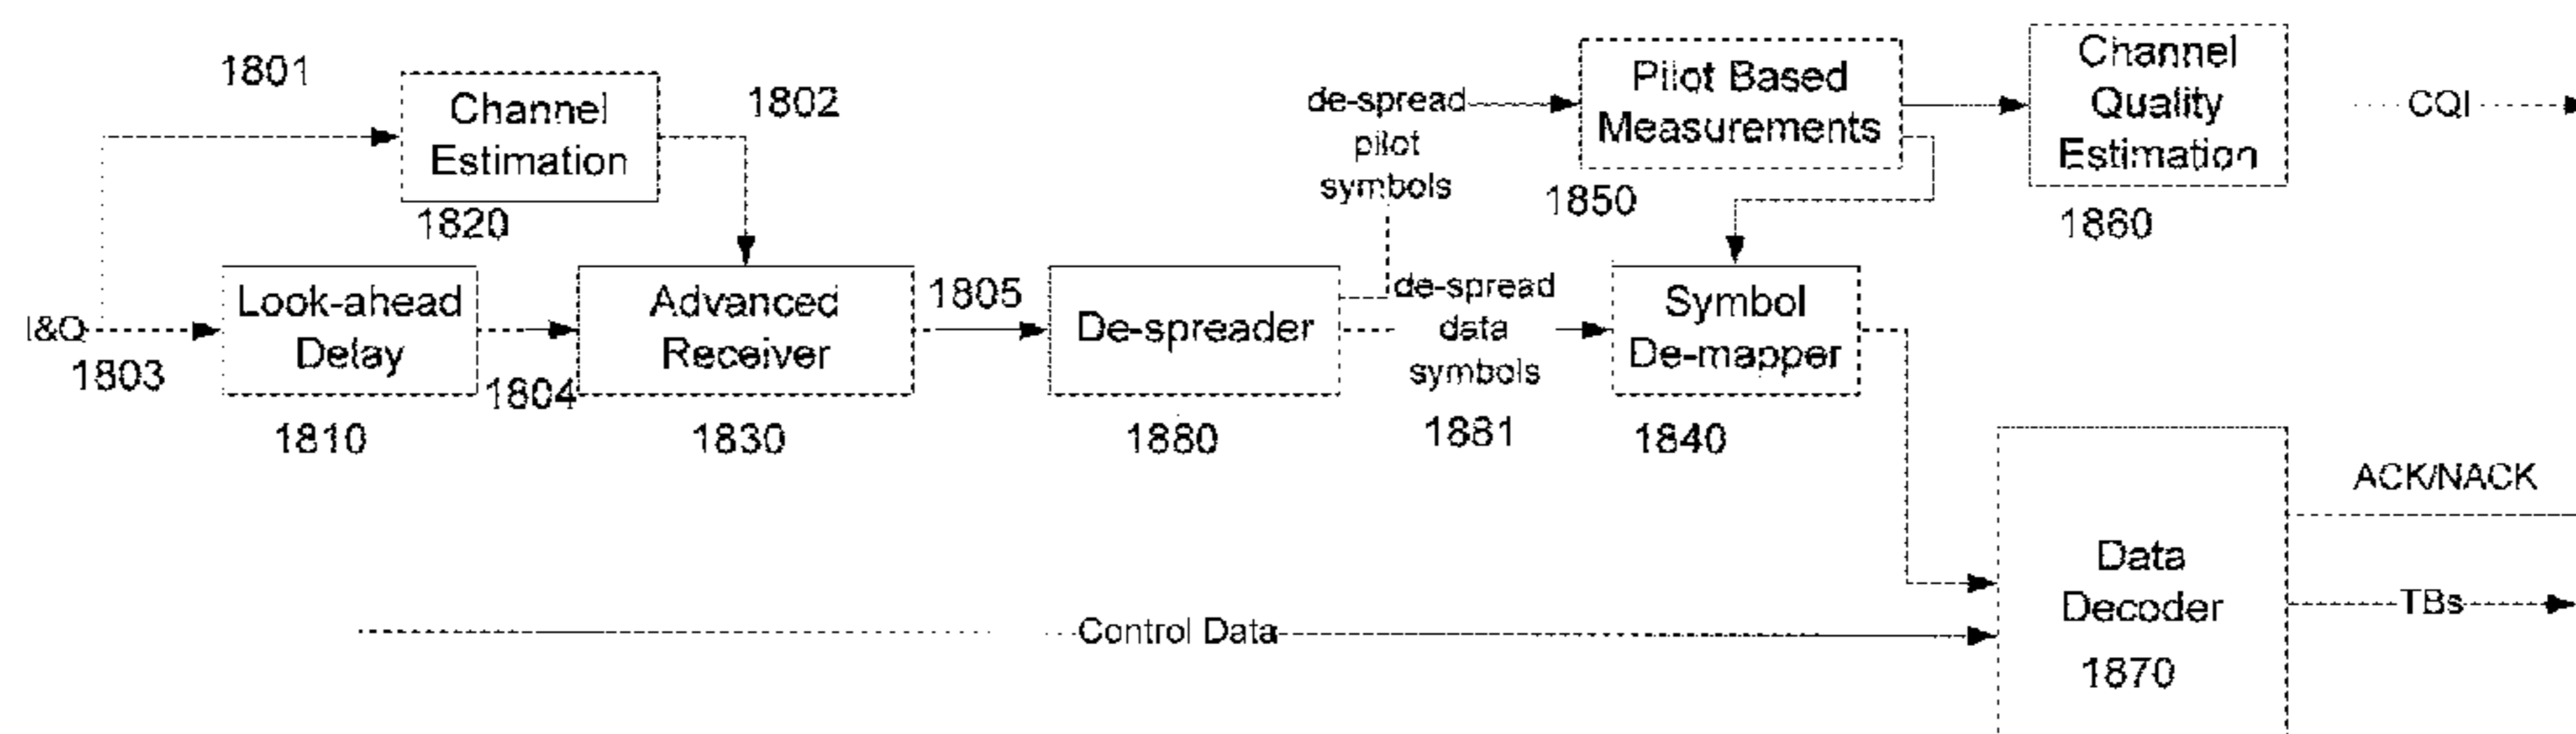 1801
Channel
Estimation
1820
1802
I&Q
1803
Look-ahead
Delay
1810
1804
Advanced
Receiver
1830
1805
De-spreader
1880
de-spread
pilot
symbols
de-spread
data
symbols
1881
Pilot Based
Measurements
1850
Symbol
De-mapper
1840
Channel
Quality
Estimation
1860
CQI
Control Data
Data
Decoder
1870
ACK/NACK
TBs